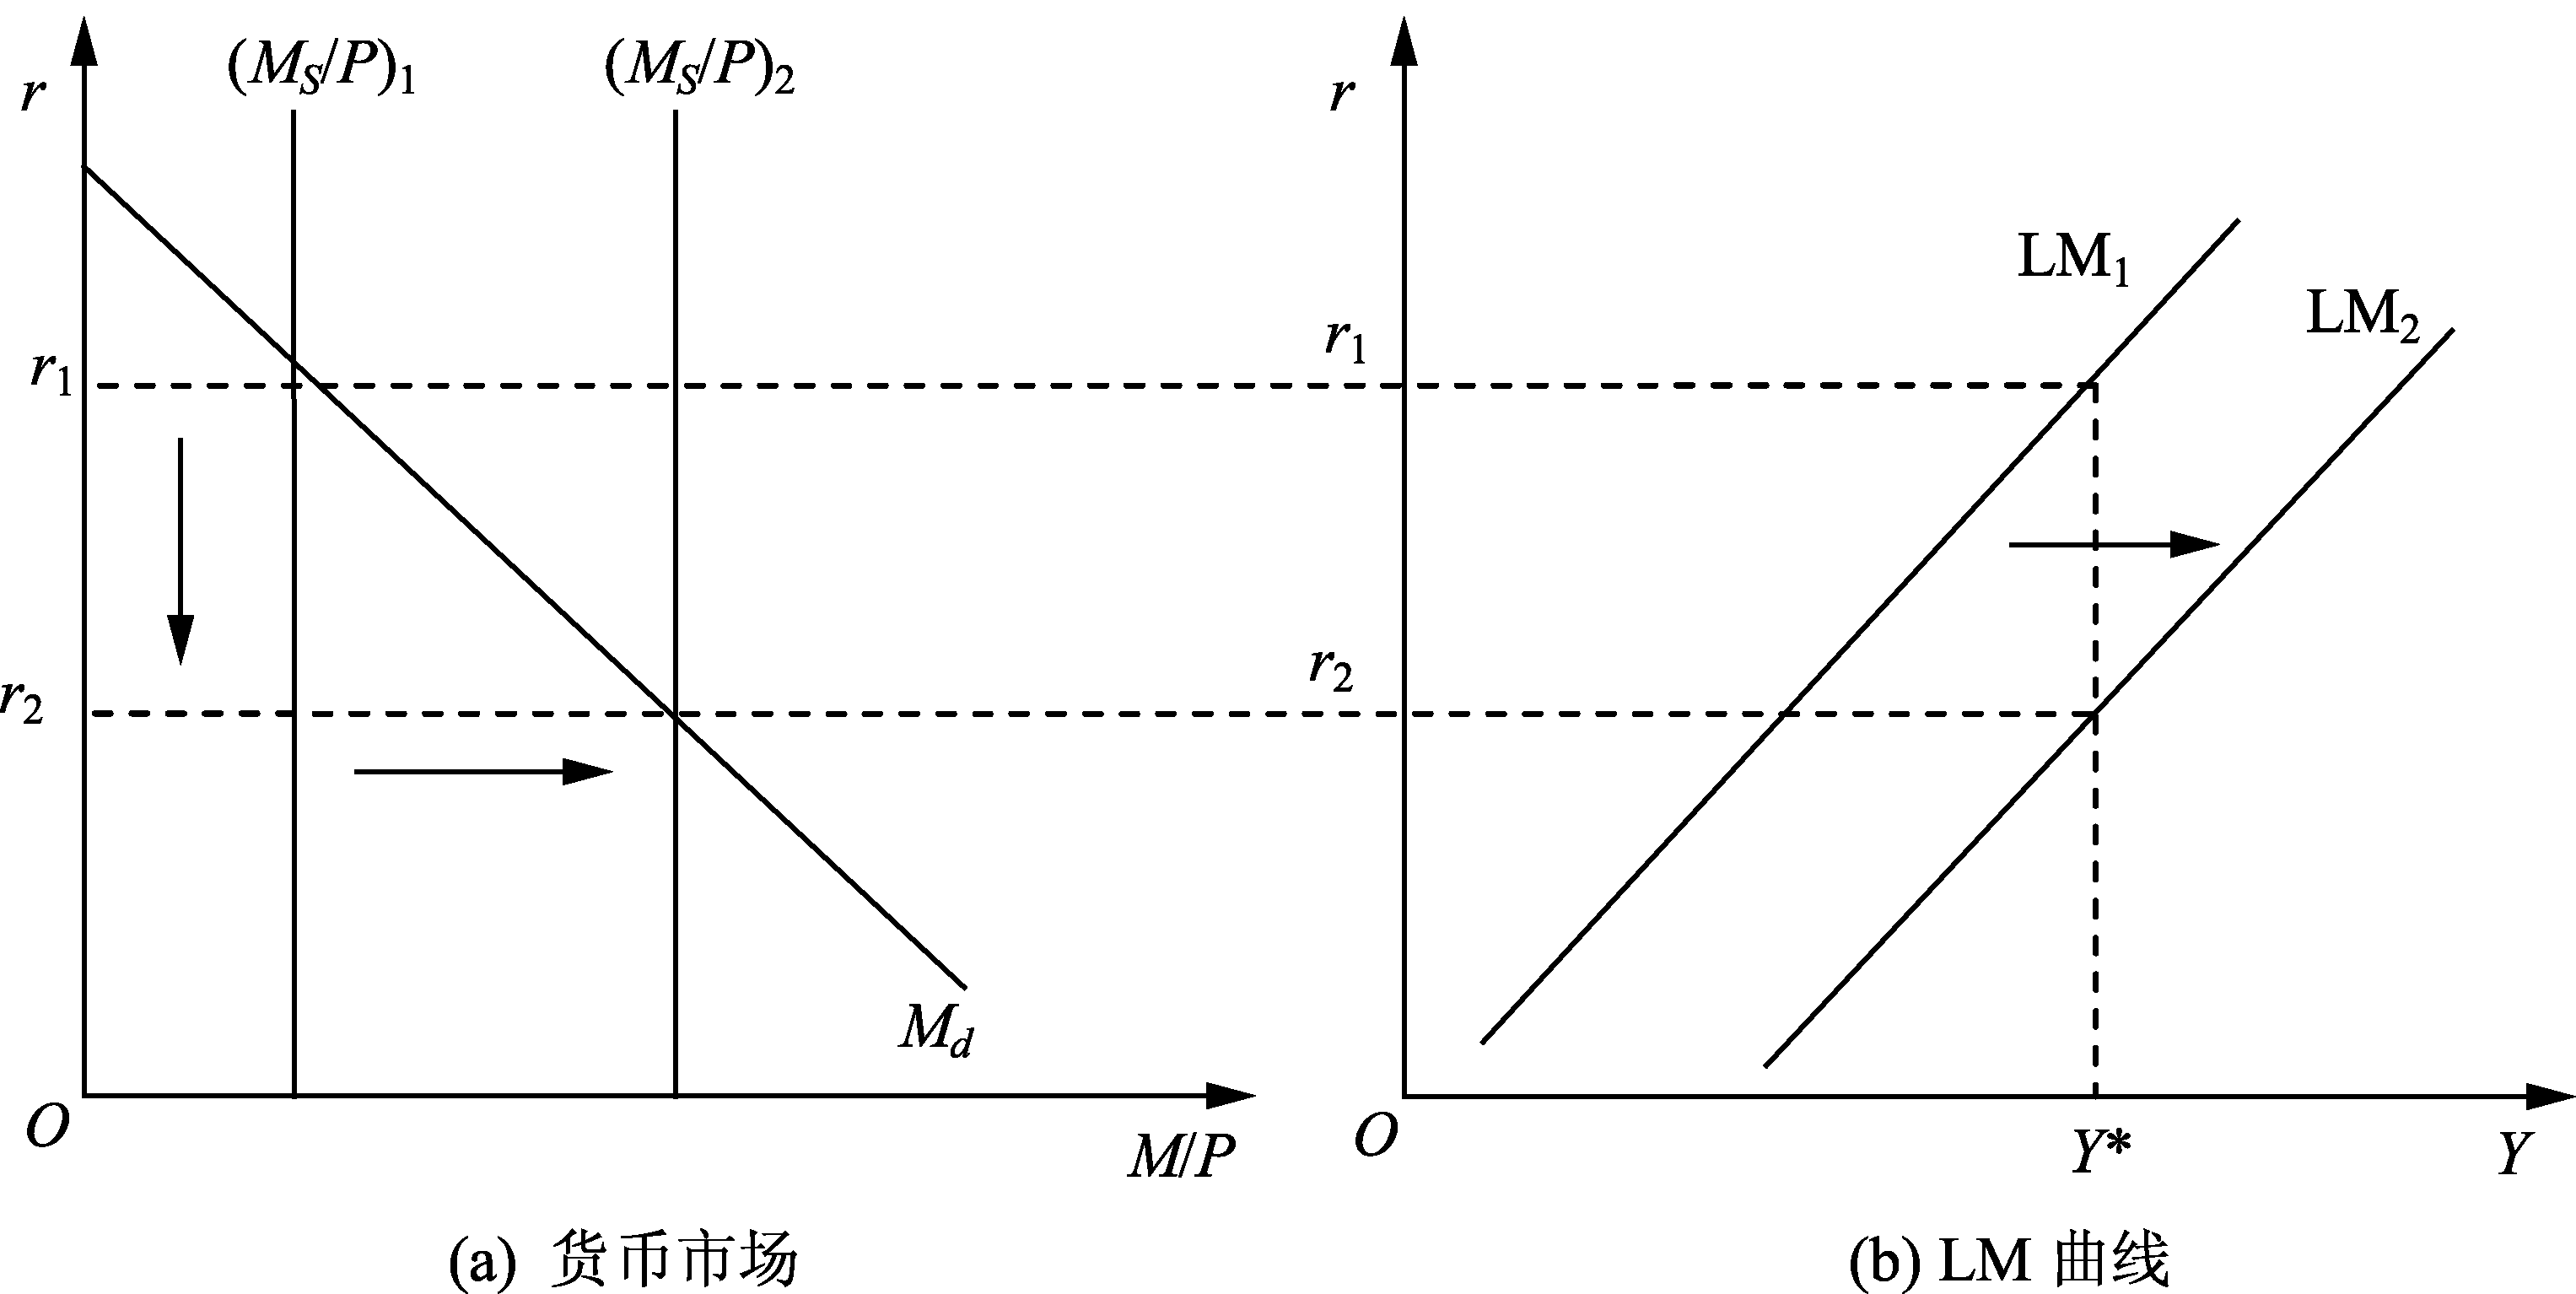 r
(M_S/P)_1
(M_S/P)_2
r_1
r_2
M_d
O
M/P
(a) 货币市场
r
LM_1
LM_2
r_1
r_2
O
Y*
Y
(b) LM 曲线